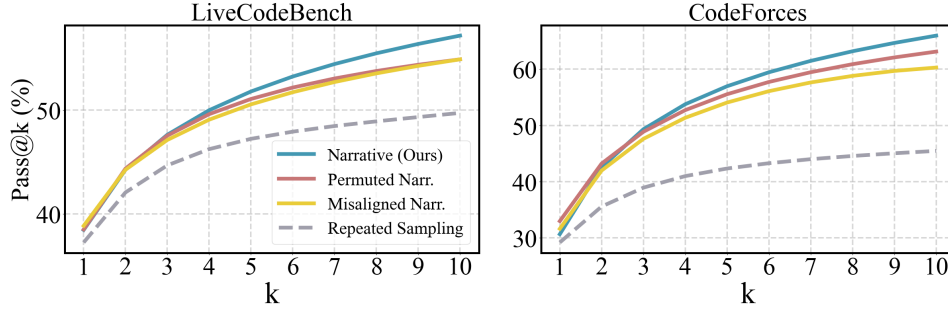 LiveCodeBench
CodeForces
Pass@k (%)
50
40
Narrative (Ours)
Permuted Narr.
Misaligned Narr.
Repeated Sampling
1 2 3 4 5 6 7 8 9 10
k
60
50
40
30
1 2 3 4 5 6 7 8 9 10
k